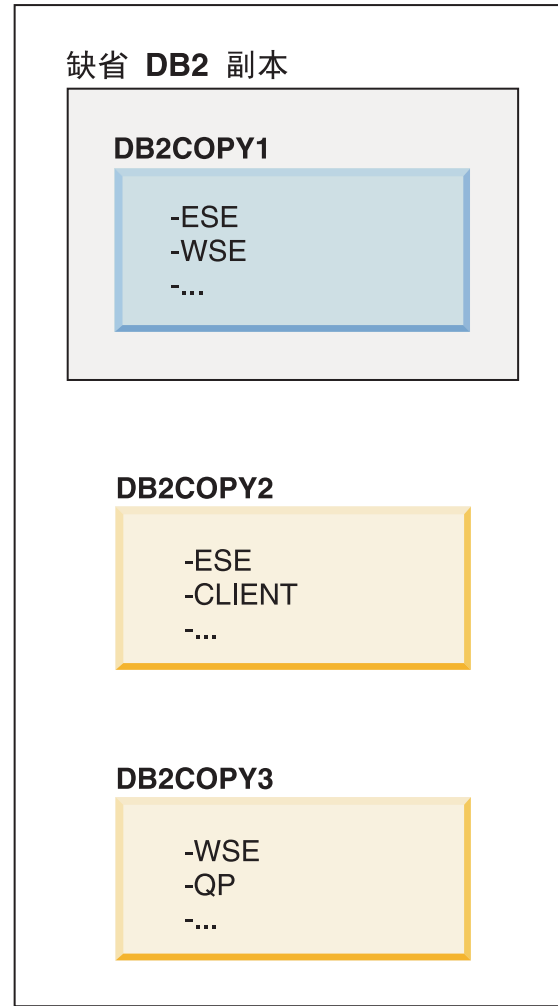 缺省 DB2 副本
DB2COPY1
-ESE
-WSE
-...
DB2COPY2
-ESE
-CLIENT
-...
DB2COPY3
-WSE
-QP
-...